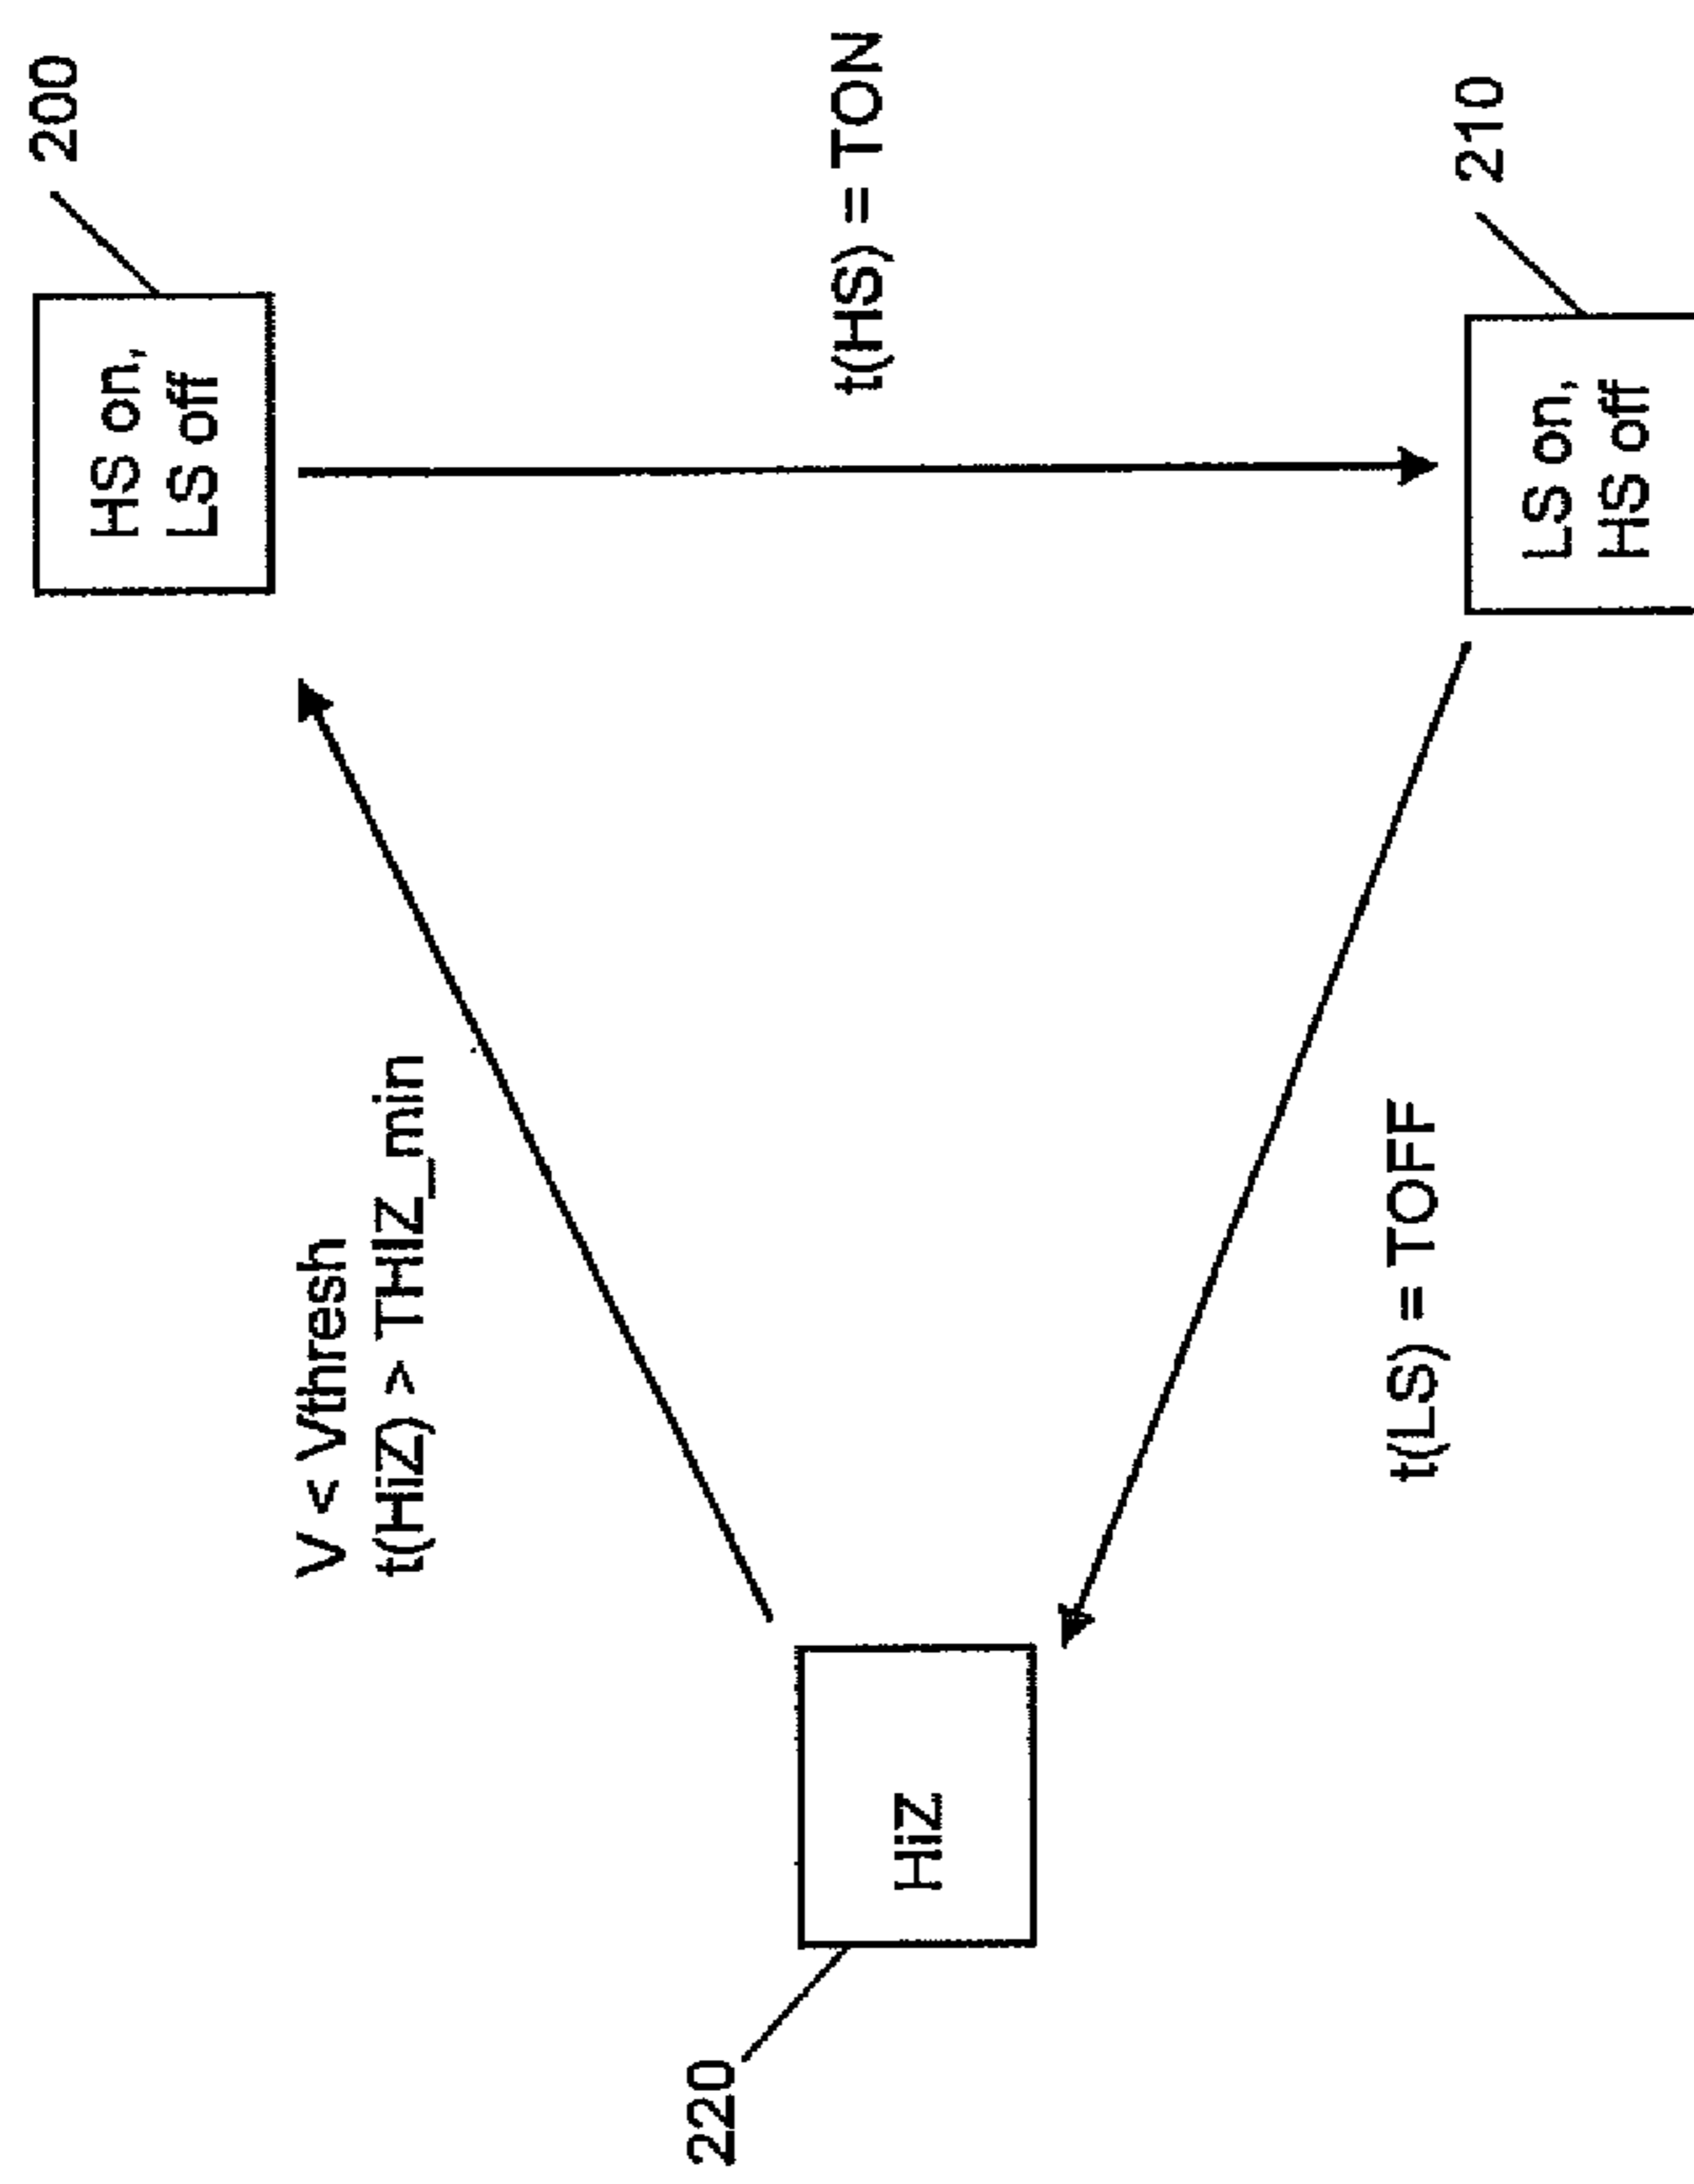 200
HS on,
LS off
V < Vthresh
t(HiZ) > THIZ_min
t(HS) = TON
220
HiZ
t(LS) = TOFF
210
LS on,
HS off